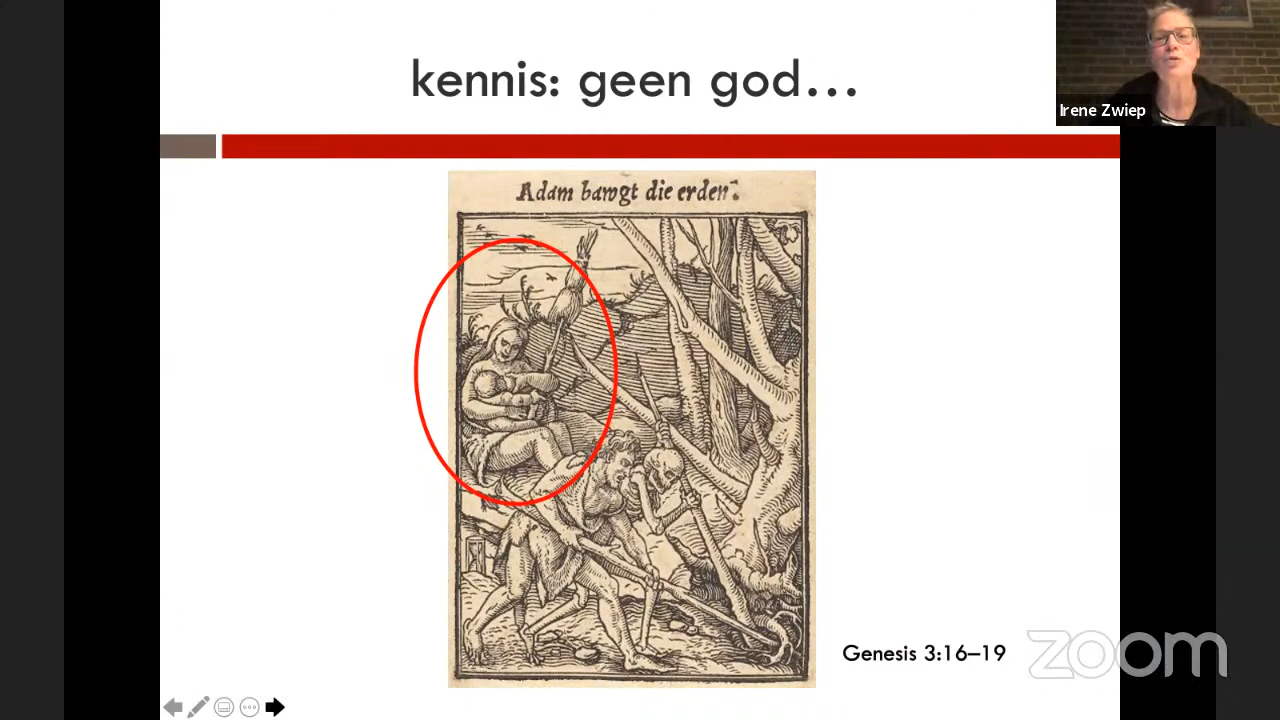 kennis: geen god...
Irene Zwiep
Adam bawgt die erden.
Genesis 3:16–19
zoom